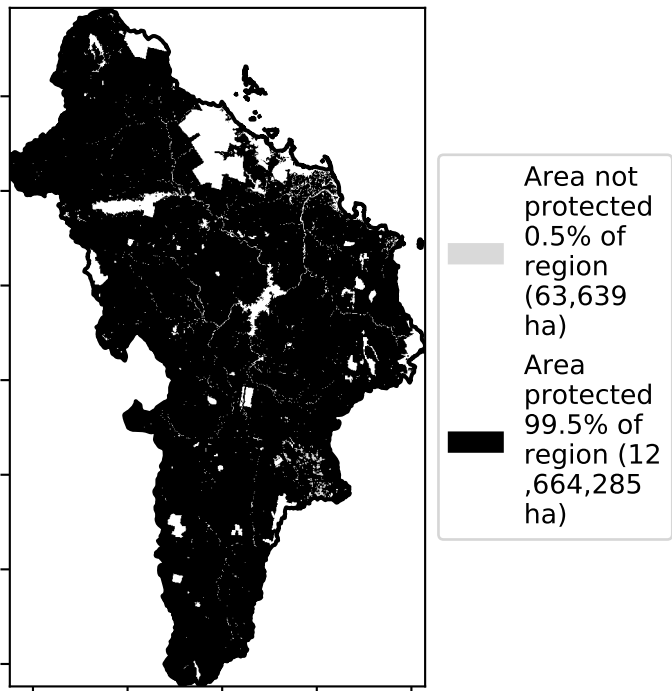 Area not
protected
0.5% of
region
(63,639
ha)
Area
protected
99.5% of
region (12
,664,285
ha)